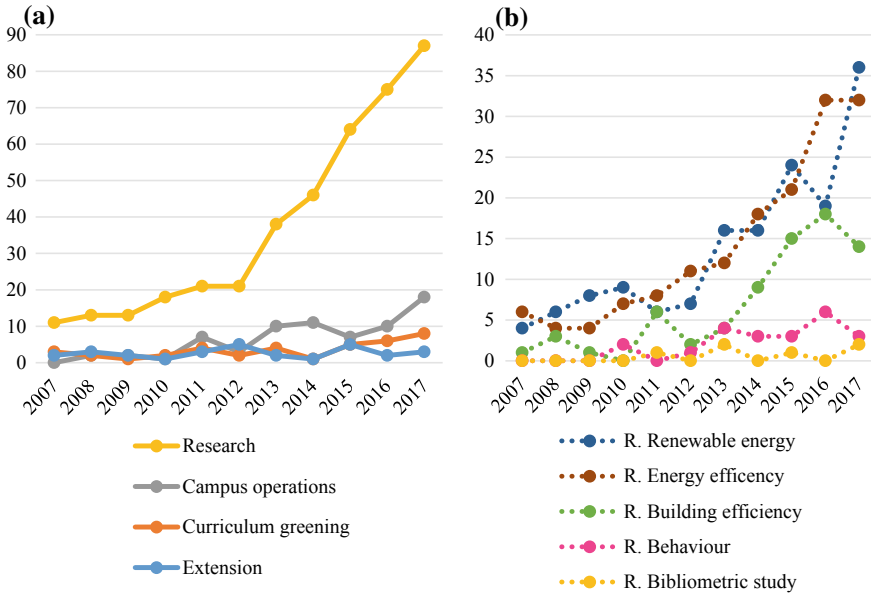 (a)
90
80
70
60
50
40
30
20
10
0
2007 2008 2009 2010 2011 2012 2013 2014 2015 2016 2017
Research
Campus operations
Curriculum greening
Extension
(b)
40
35
30
25
20
15
10
5
0
2007 2008 2009 2010 2011 2012 2013 2014 2015 2016 2017
R. Renewable energy
R. Energy efficency
R. Building efficiency
R. Behaviour
R. Bibliometric study